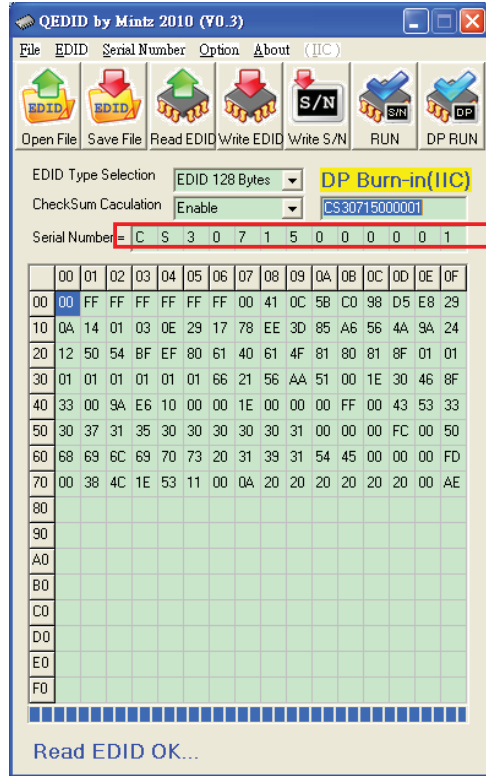 QEDID by Mintz 2010 (V0.3)
File EDID Serial Number Option About (IIC)
EDID EDID S/N S/N DP
Open File Save File Read EDID Write EDID Write S/N RUN DP RUN
EDID Type Selection EDID 128 Bytes DP Burn-in(IIC)
CheckSum Caculation Enable CS30715000001
Serial Number= C S 3 0 7 1 5 0 0 0 0 0 1
00 01 02 03 04 05 06 07 08 09 0A 0B 0C 0D 0E 0F
00 00 FF FF FF FF FF FF 00 41 0C 5B C0 98 D5 E8 29
10 0A 14 01 03 0E 29 17 78 EE 3D 85 A6 56 4A 9A 24
20 12 50 54 BF EF 80 61 40 61 4F 81 80 81 8F 01 01
30 01 01 01 01 01 01 66 21 56 AA 51 00 1E 30 46 8F
40 33 00 9A E6 10 00 00 1E 00 00 00 FF 00 43 53 33
50 30 37 31 35 30 30 30 30 30 31 00 00 00 FC 00 50
60 68 69 6C 69 70 73 20 31 39 31 54 45 00 00 00 FD
70 00 38 4C 1E 53 11 00 0A 20 20 20 20 20 20 00 AE
80
90
A0
B0
C0
D0
E0
F0
Read EDID OK...